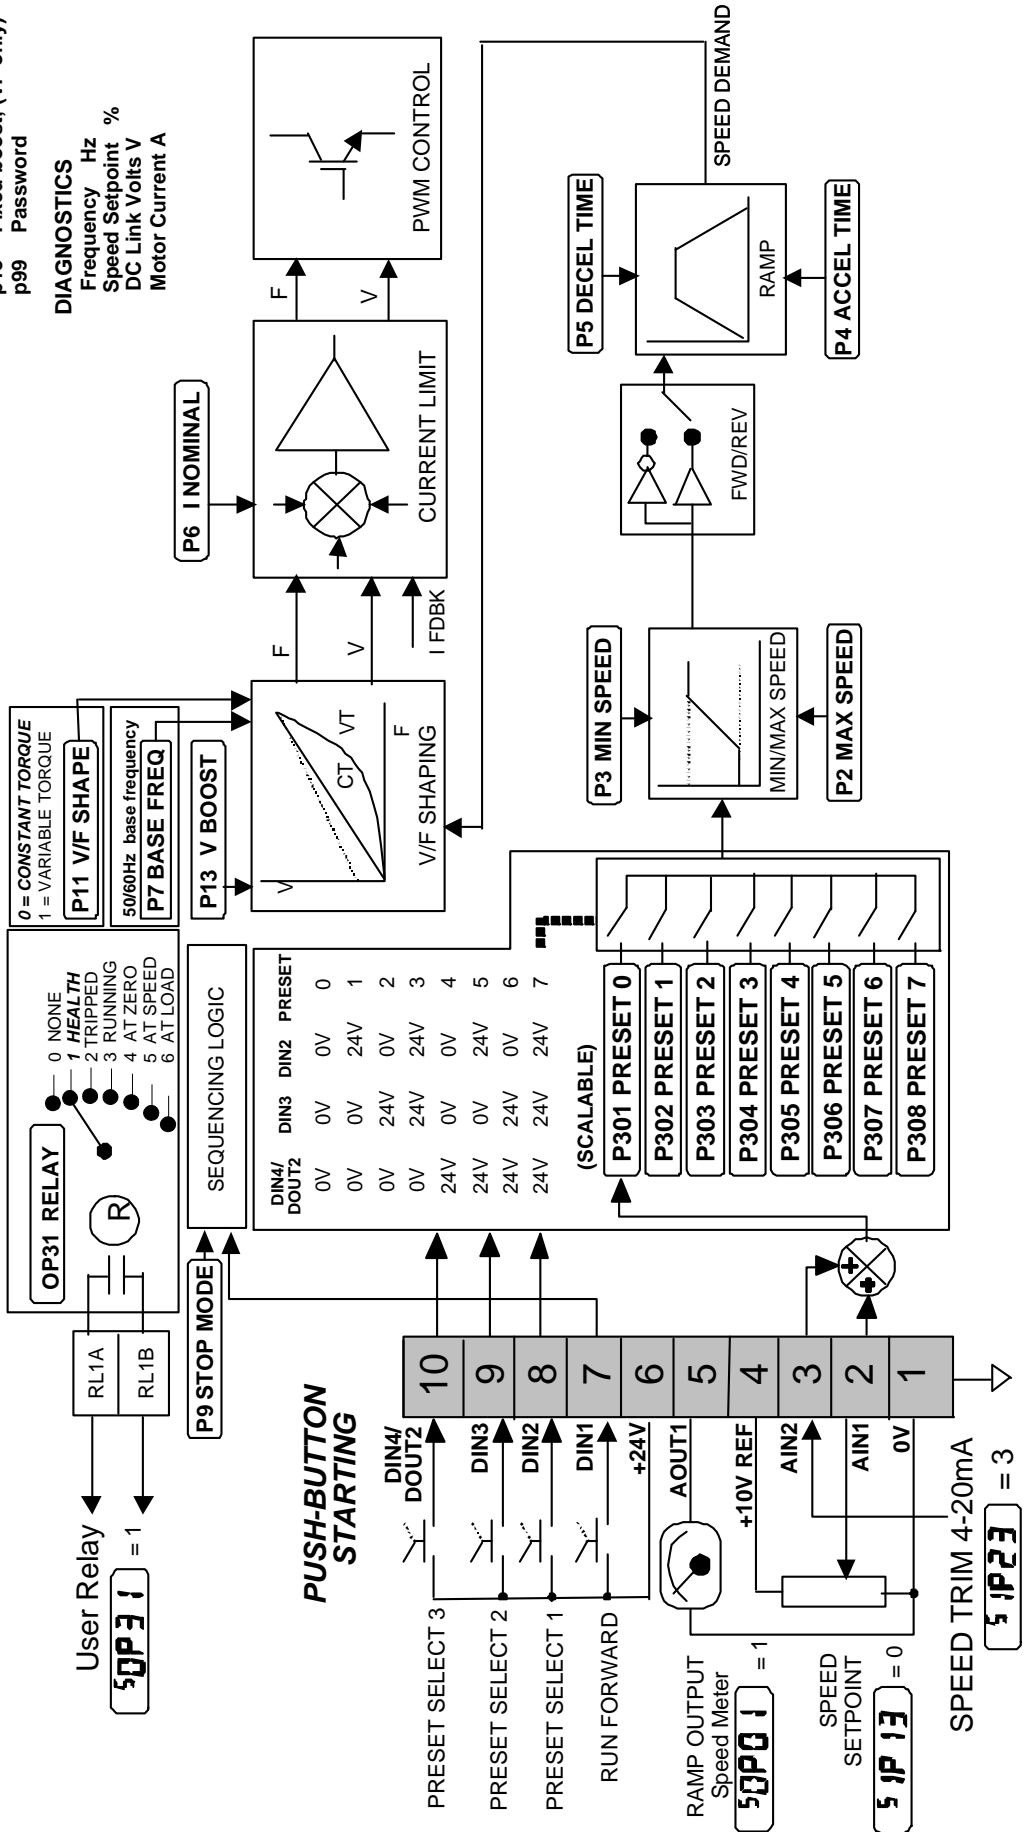 p99 Password
DIAGNOSTICS
Frequency Hz
Speed Setpoint %
DC Link Volts V
Motor Current A
User Relay
SOP31 = 1
RL1A
RL1B
OP31 RELAY
R
0 NONE
1 HEALTH
2 TRIPPED
3 RUNNING
4 AT ZERO
5 AT SPEED
6 AT LOAD
0 = CONSTANT TORQUE
1 = VARIABLE TORQUE
P11 V/F SHAPE
50/60Hz base frequency
P7 BASE FREQ
P13 V BOOST
V
CT
VT
F
V/F SHAPING
F
V
I FDBK
P6 I NOMINAL
CURRENT LIMIT
F
V
PWM CONTROL
P9 STOP MODE
SEQUENCING LOGIC
PUSH-BUTTON
STARTING
PRESET SELECT 3
PRESET SELECT 2
PRESET SELECT 1
RUN FORWARD
DIN4/
DOUT2
DIN3
DIN2
DIN1
+24V
AOUT1
+10V REF
AIN2
AIN1
0V
10
9
8
7
6
5
4
3
2
1
RAMP OUTPUT
Speed Meter
SOP01 = 1
SPEED
SETPOINT
SIP13 = 0
SPEED TRIM 4-20mA
SIP23 = 3
DIN4/
DOUT2 DIN3 DIN2 PRESET
0V 0V 0V 0
0V 0V 24V 1
0V 24V 0V 2
0V 24V 24V 3
24V 0V 0V 4
24V 0V 24V 5
24V 24V 0V 6
24V 24V 24V 7
(SCALABLE)
P301 PRESET 0
P302 PRESET 1
P303 PRESET 2
P304 PRESET 3
P305 PRESET 4
P306 PRESET 5
P307 PRESET 6
P308 PRESET 7
+
+
P3 MIN SPEED
MIN/MAX SPEED
P2 MAX SPEED
FWD/REV
P5 DECEL TIME
RAMP
P4 ACCEL TIME
SPEED DEMAND